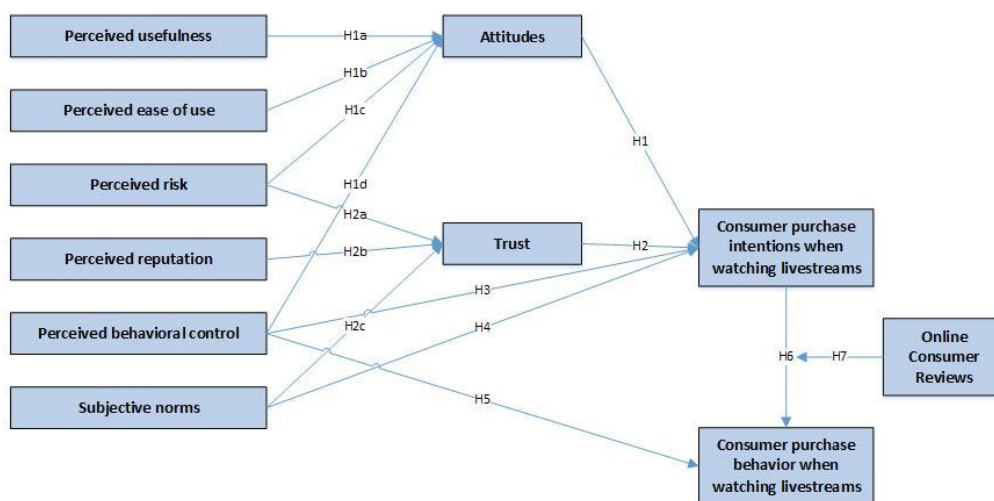 Perceived usefulness
H1a
Attitudes
H1b
Perceived ease of use
H1c
H1
Perceived risk
H1d
H2a
Perceived reputation
H2b
Trust
H2
Consumer purchase
intentions when
watching livestreams
H3
Perceived behavioral control
H2c
H4
H6
H7
Online
Consumer
Reviews
Subjective norms
H5
Consumer purchase
behavior when
watching livestreams